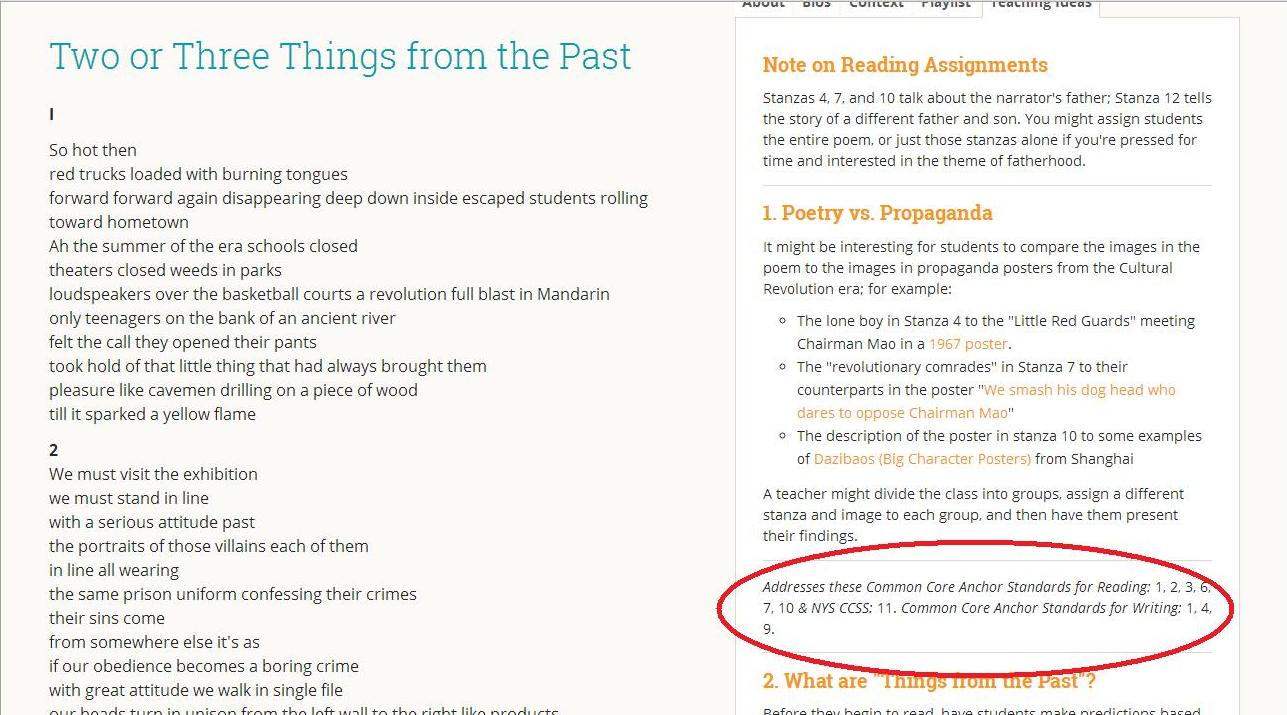 About Bios Context Playlist Teaching Ideas
Two or Three Things from the Past
I
So hot then
red trucks loaded with burning tongues
forward forward again disappearing deep down inside escaped students rolling
toward hometown
Ah the summer of the era schools closed
theaters closed weeds in parks
loudspeakers over the basketball courts a revolution full blast in Mandarin
only teenagers on the bank of an ancient river
felt the call they opened their pants
took hold of that little thing that had always brought them
pleasure like cavemen drilling on a piece of wood
till it sparked a yellow flame
2
We must visit the exhibition
we must stand in line
with a serious attitude past
the portraits of those villains each of them
in line all wearing
the same prison uniform confessing their crimes
their sins come
from somewhere else it's as
if our obedience becomes a boring crime
with great attitude we walk in single file
our heads turn in unison from the left wall to the right like products
Note on Reading Assignments
Stanzas 4, 7, and 10 talk about the narrator's father; Stanza 12 tells
the story of a different father and son. You might assign students
the entire poem, or just those stanzas alone if you're pressed for
time and interested in the theme of fatherhood.
1. Poetry vs. Propaganda
It might be interesting for students to compare the images in the
poem to the images in propaganda posters from the Cultural
Revolution era; for example:
The lone boy in Stanza 4 to the "Little Red Guards" meeting
Chairman Mao in a 1967 poster.
The "revolutionary comrades" in Stanza 7 to their
counterparts in the poster "We smash his dog head who
dares to oppose Chairman Mao"
The description of the poster in stanza 10 to some examples
of Dazibaos (Big Character Posters) from Shanghai
A teacher might divide the class into groups, assign a different
stanza and image to each group, and then have them present
their findings.
Addresses these Common Core Anchor Standards for Reading: 1, 2, 3, 6,
7, 10 & NYS CCSS: 11. Common Core Anchor Standards for Writing: 1, 4,
9.
2. What are "Things from the Past"?
Before they begin to read, have students make predictions based